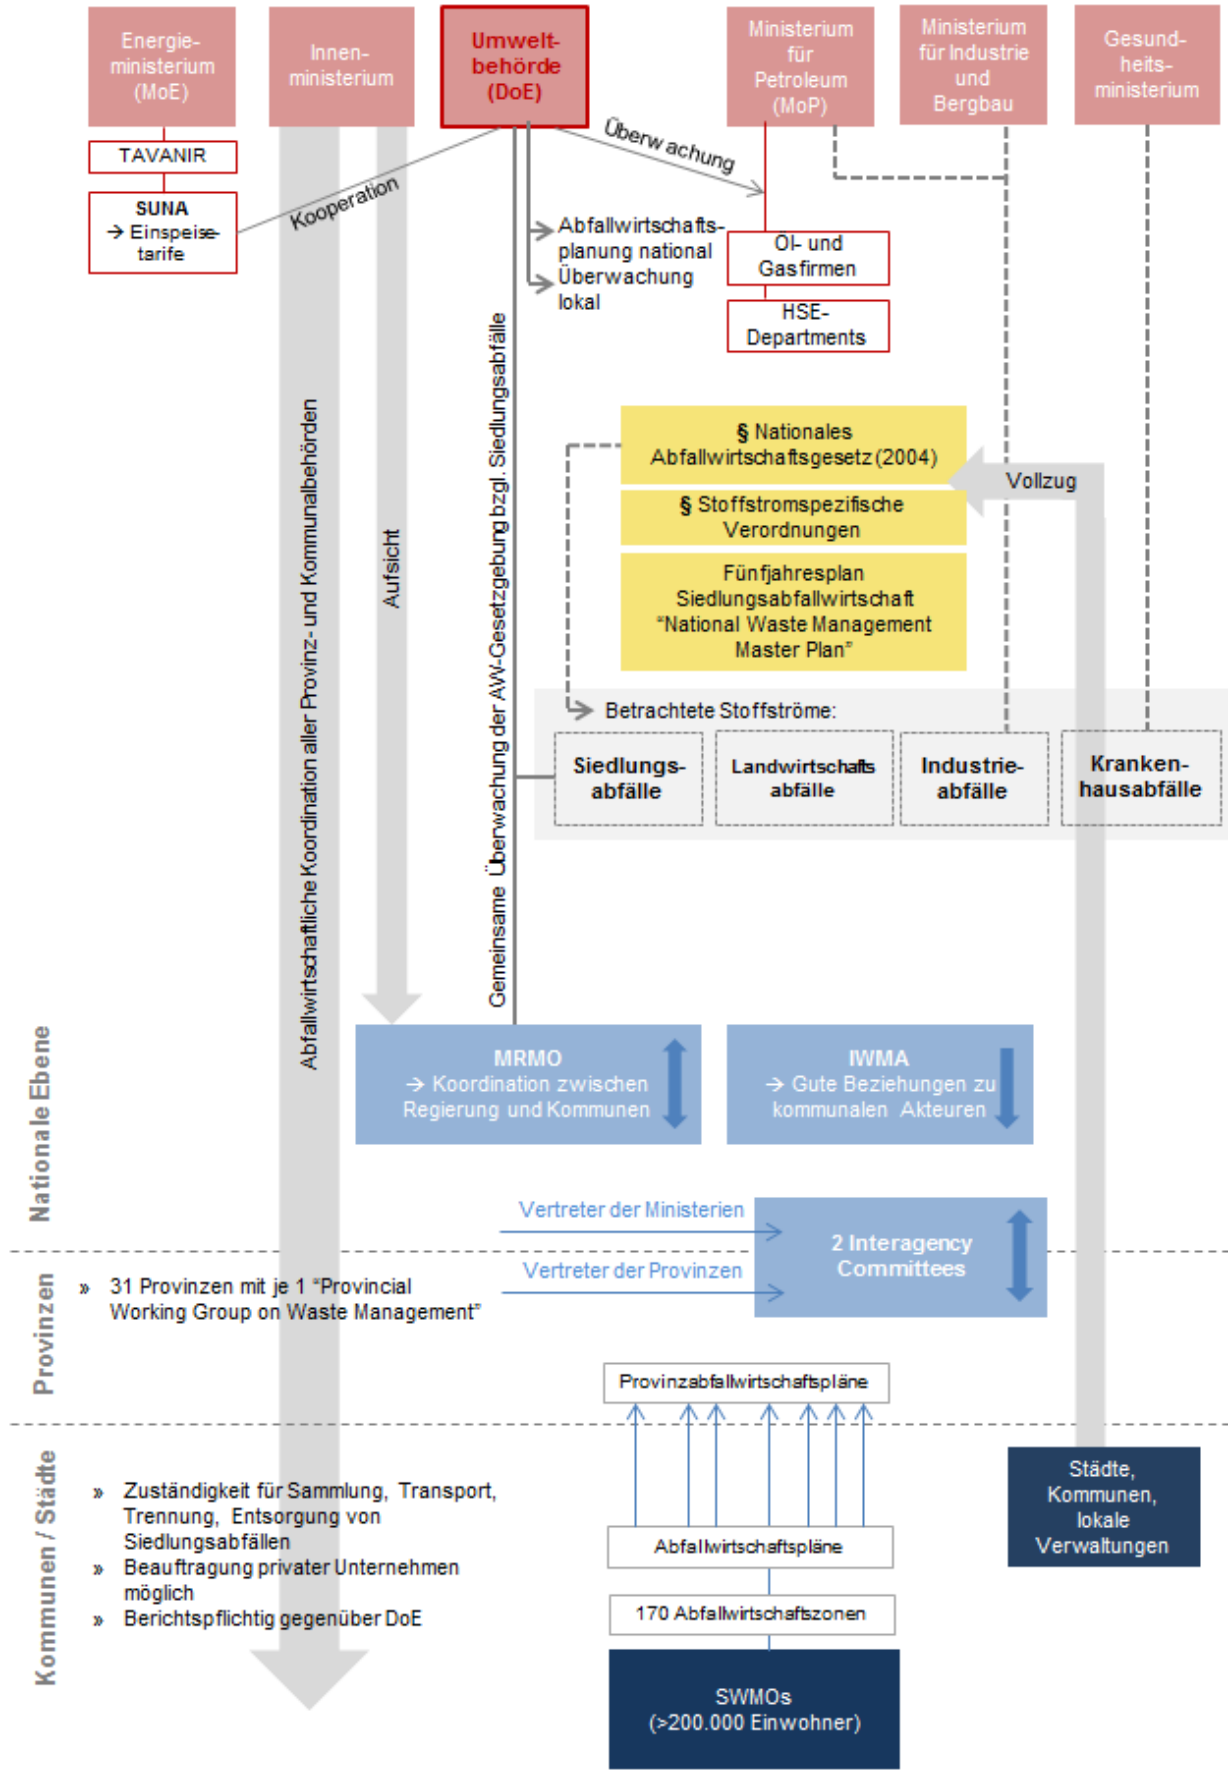 Energie-
ministerium
(MoE)
Innen-
ministerium
Umwelt-
behörde
(DoE)
Ministerium
für
Petroleum
(MoP)
Ministerium
für Industrie
und
Bergbau
Gesund-
heits-
ministerium
TAVANIR
SUNA
→ Einspeise-
tarife
Kooperation
Überwachung
Abfallwirtschafts-
planung national
Überwachung
lokal
Öl- und
Gasfirmen
HSE-
Departments
Abfallwirtschaftliche Koordination aller Provinz- und Kommunalbehörden
Aufsicht
Gemeinsame Überwachung der AW-Gesetzgebung bzgl. Siedlungsabfälle
§ Nationales
Abfallwirtschaftsgesetz (2004)
§ Stoffstromspezifische
Verordnungen
Fünfjahresplan
Siedlungsabfallwirtschaft
“National Waste Management
Master Plan”
Vollzug
Betrachtete Stoffströme:
Siedlungs-
abfälle
Landwirtschafts
abfälle
Industrie-
abfälle
Kranken-
hausabfälle
Nationale Ebene
MRMO
→ Koordination zwischen
Regierung und Kommunen
IWMA
→ Gute Beziehungen zu
kommunalen Akteuren
Vertreter der Ministerien
2 Interagency
Committees
Vertreter der Provinzen
Provinzen
» 31 Provinzen mit je 1 “Provincial
Working Group on Waste Management”
Provinzabfallwirtschaftspläne
Kommunen / Städte
» Zuständigkeit für Sammlung, Transport,
Trennung, Entsorgung von
Siedlungsabfällen
» Beauftragung privater Unternehmen
möglich
» Berichtspflichtig gegenüber DoE
Abfallwirtschaftspläne
170 Abfallwirtschaftszonen
SWMOs
(>200.000 Einwohner)
Städte,
Kommunen,
lokale
Verwaltungen